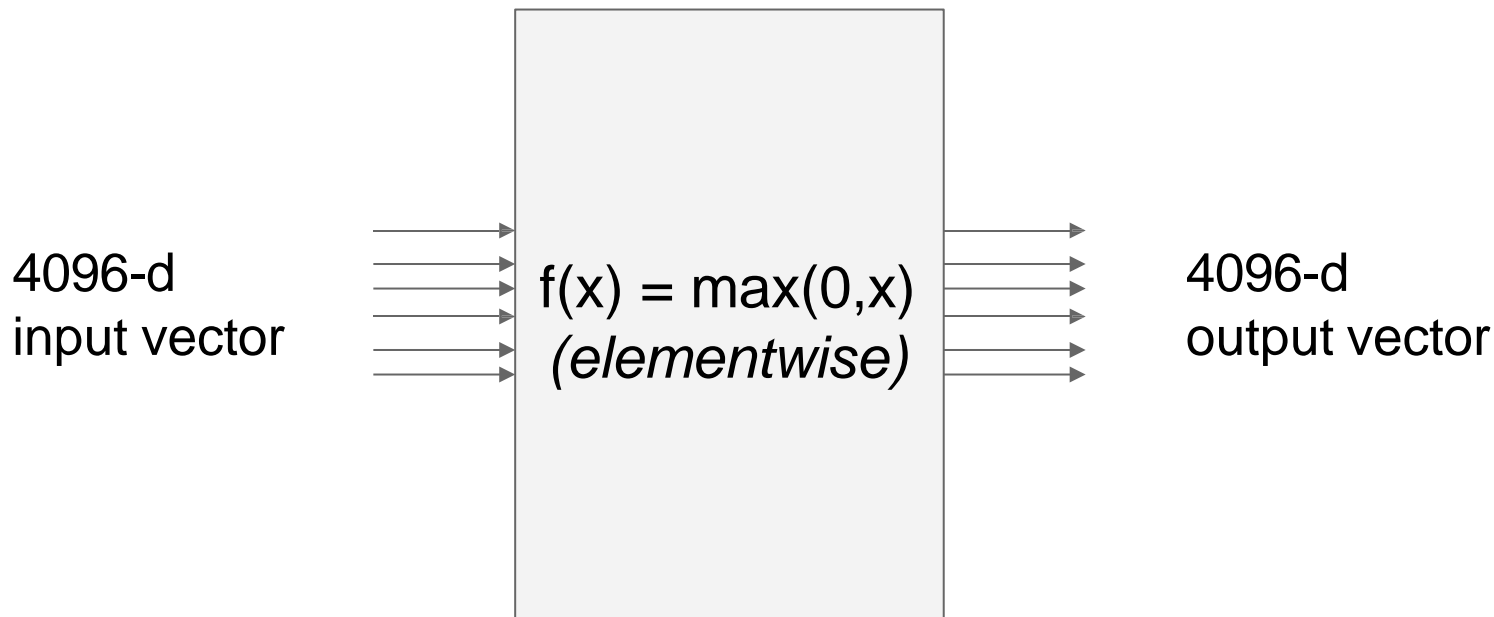 4096-d
input vector
f(x) = max(0,x)
(elementwise)
4096-d
output vector